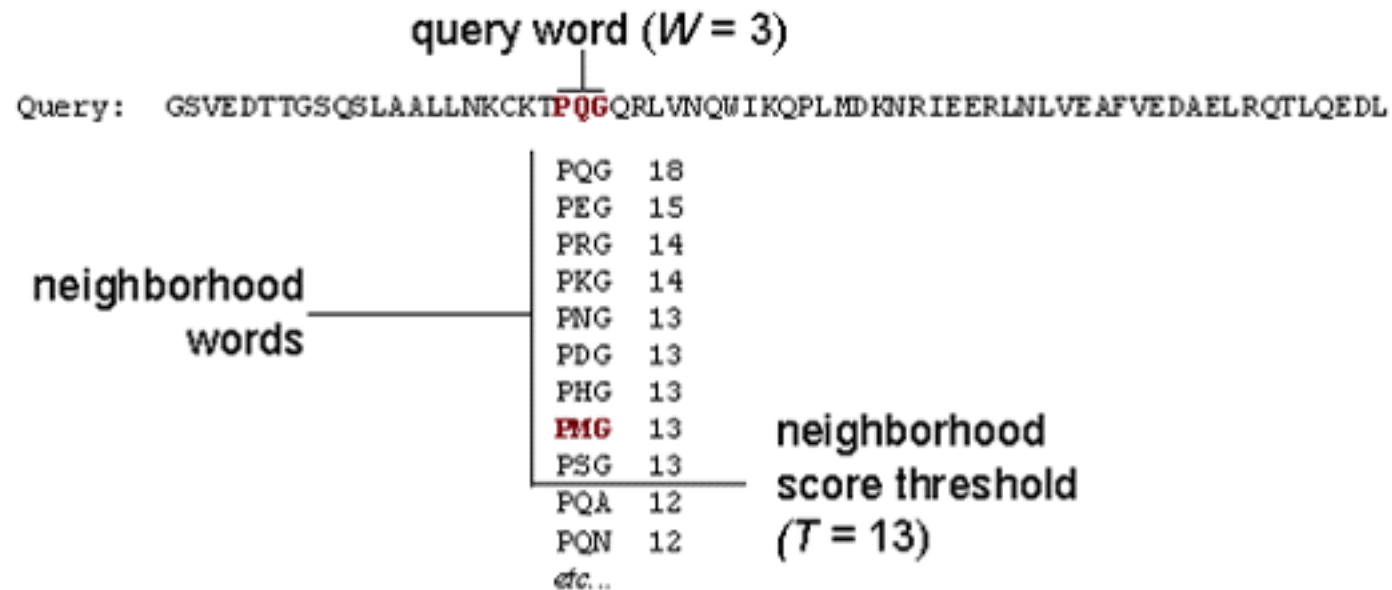 query word (W = 3)
Query: GSVEDTTGSQSLAALLNKCKTPQGQRLVNQWIKQPLMDKNRIEERLNLVEAFVEDAELRQTLQEDL
PQG 18
PEG 15
PRG 14
PKG 14
PNG 13
PDG 13
PHG 13
PMG 13
PSG 13
PQA 12
PQN 12
etc...
neighborhood
words
neighborhood
score threshold
(T = 13)